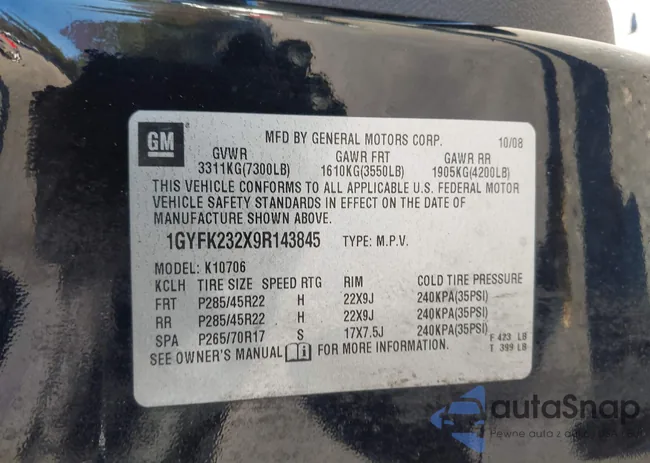 GM
MFD BY GENERAL MOTORS CORP. 10/08
GVWR GAWR FRT GAWR RR
3311KG(7300LB) 1610KG(3550LB) 1905KG(4200LB)
THIS VEHICLE CONFORMS TO ALL APPLICABLE U.S. FEDERAL MOTOR
VEHICLE SAFETY STANDARDS IN EFFECT ON THE DATE OF
MANUFACTURE SHOWN ABOVE.
1GYFK232X9R143845 TYPE: M.P.V.
MODEL: K10706
KCLH TIRE SIZE SPEED RTG RIM COLD TIRE PRESSURE
FRT P285/45R22 H 22X9J 240KPA(35PSI)
RR P285/45R22 H 22X9J 240KPA(35PSI)
SPA P265/70R17 S 17X7.5J 240KPA(35PSI)
SEE OWNER'S MANUAL FOR MORE INFORMATION.
F 423 LB
T 399 LB
autoSnap
Pewne auto z